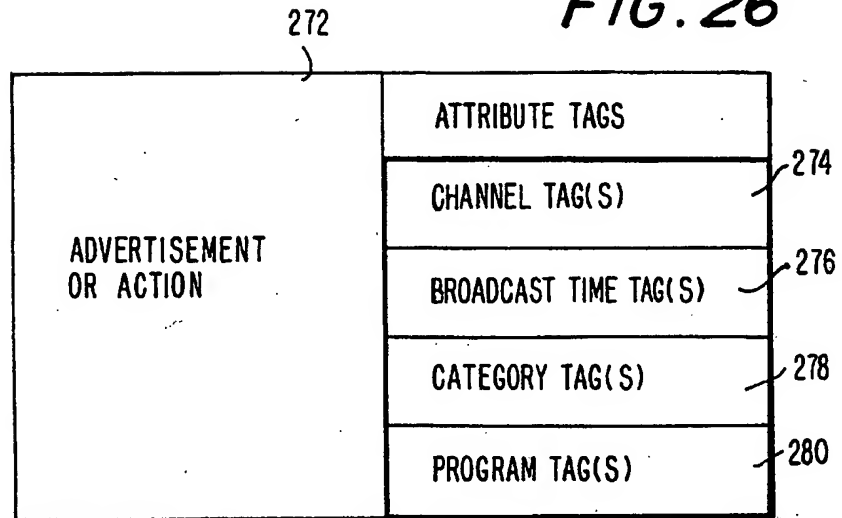 FIG. 26
272
ATTRIBUTE TAGS
274
CHANNEL TAG(S)
ADVERTISEMENT
OR ACTION
276
BROADCAST TIME TAG(S)
278
CATEGORY TAG(S)
280
PROGRAM TAG(S)